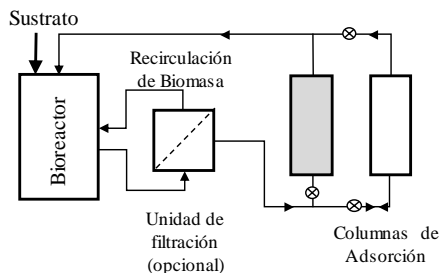 Sustrato
Recirculación
de Biomasa
Bioreactor
Unidad de
filtración
(opcional)
Columnas de
Adsorción